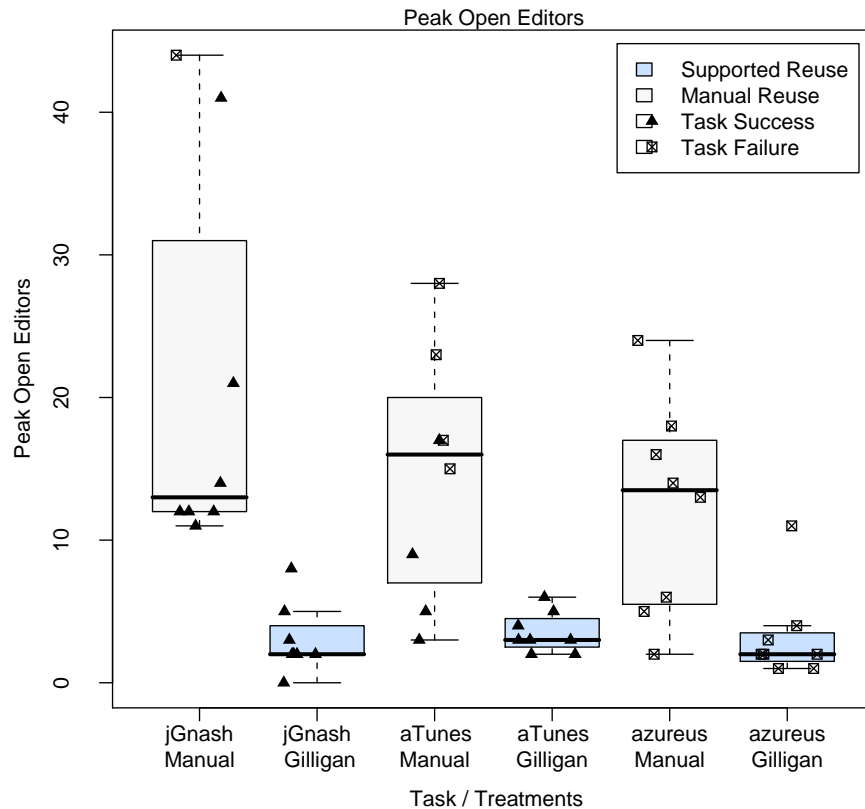 Peak Open Editors
Supported Reuse
Manual Reuse
Task Success
Task Failure
Peak Open Editors
40
30
20
10
0
jGnash
Manual
jGnash
Gilligan
aTunes
Manual
aTunes
Gilligan
azureus
Manual
azureus
Gilligan
Task / Treatments